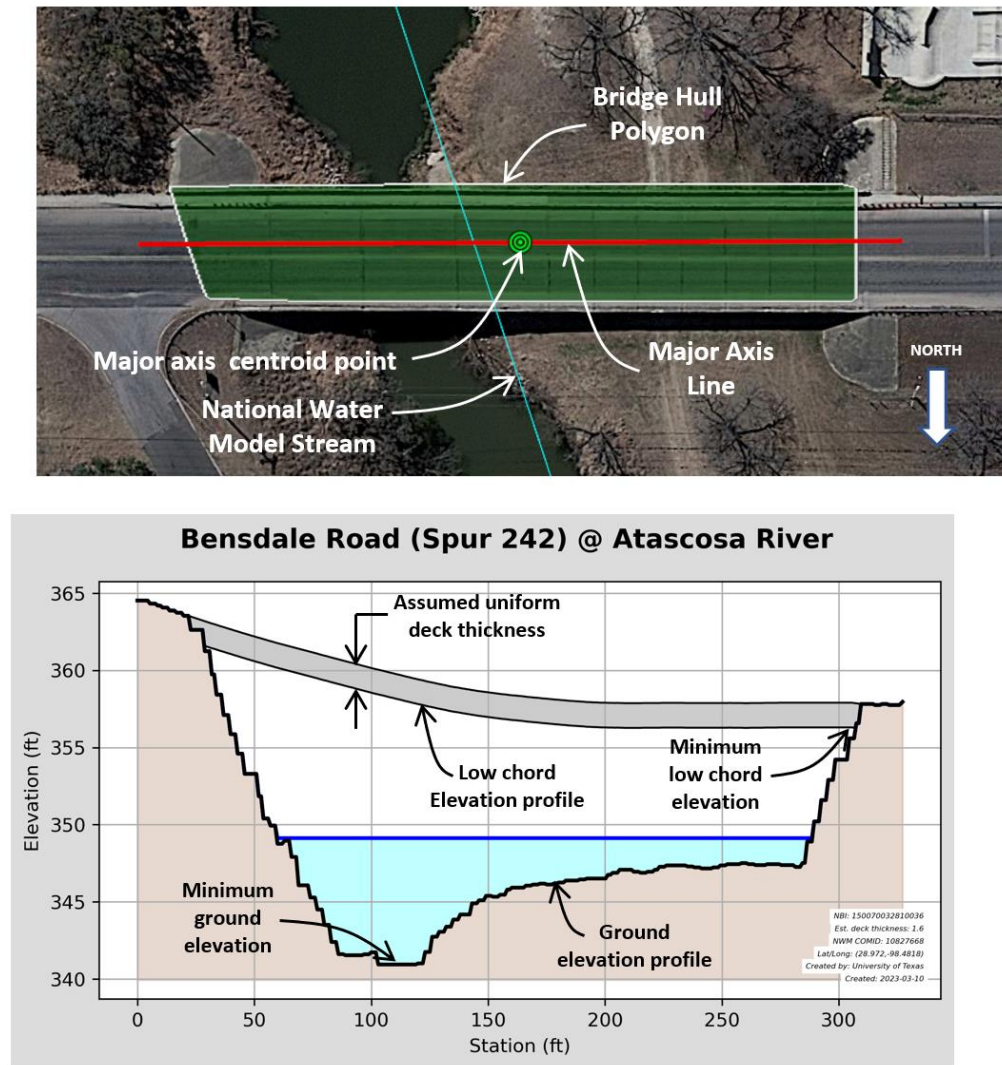 Bridge Hull
Polygon
Major axis  centroid point
Major Axis
Line
NORTH
National Water
Model Stream
Bensdale Road (Spur 242) @ Atascosa River
365
360
355
350
345
340
Elevation (ft)
Assumed uniform
deck thickness
Low chord
Elevation profile
Minimum
low chord
elevation
Minimum
ground
elevation
Ground
elevation profile
NBI: 150070032810036
Est. deck thickness: 1.6
NWM COMID: 10827668
Lat/Long: (28.972,-98.4818)
Created by: University of Texas
Created: 2023-03-10
0 50 100 150 200 250 300
Station (ft)